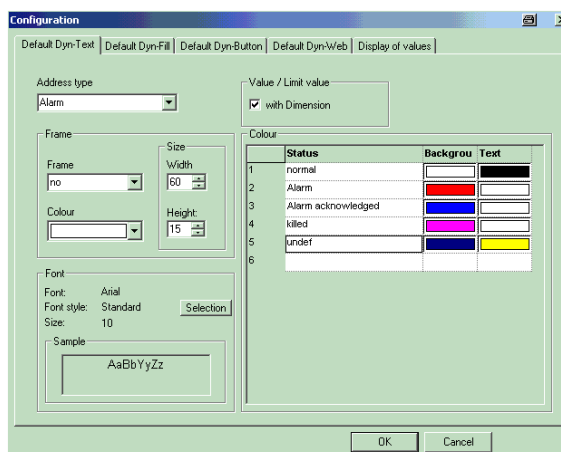 Configuration
Default Dyn-Text Default Dyn-Fill Default Dyn-Button Default Dyn-Web Display of values
Address type
Alarm
Value / Limit value
with Dimension
Frame
Frame
no
Colour
Size
Width
60
Height:
15
Font
Font: Arial
Font style: Standard
Size: 10
Selection
Sample
AaBbYyZz
Colour
Status Backgrou Text
1 normal
2 Alarm
3 Alarm acknowledged
4 killed
5 undef
6
OK Cancel